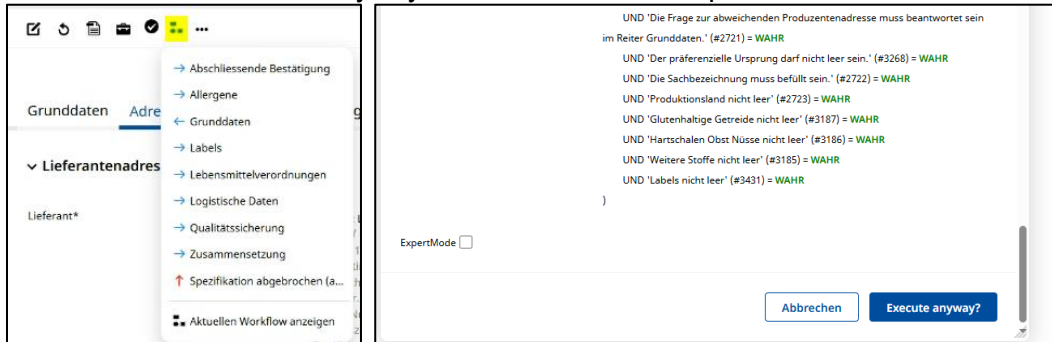 Grunddaten Adre
Lieferantenadres
Lieferant*
→ Abschliessende Bestätigung
→ Allergene
← Grunddaten
→ Labels
→ Lebensmittelverordnungen
→ Logistische Daten
→ Qualitätssicherung
→ Zusammensetzung
↑ Spezifikation abgebrochen (a...
Aktuellen Workflow anzeigen
UND 'Die Frage zur abweichenden Produzentenadresse muss beantwortet sein
im Reiter Grunddaten.' (#2721) = WAHR
UND 'Der präferenzielle Ursprung darf nicht leer sein.' (#3268) = WAHR
UND 'Die Sachbezeichnung muss befüllt sein.' (#2722) = WAHR
UND 'Produktionsland nicht leer' (#2723) = WAHR
UND 'Glutenhaltige Getreide nicht leer' (#3187) = WAHR
UND 'Hartschalen Obst Nüsse nicht leer' (#3186) = WAHR
UND 'Weitere Stoffe nicht leer' (#3185) = WAHR
UND 'Labels nicht leer' (#3431) = WAHR
)
ExpertMode
Abbrechen
Execute anyway?